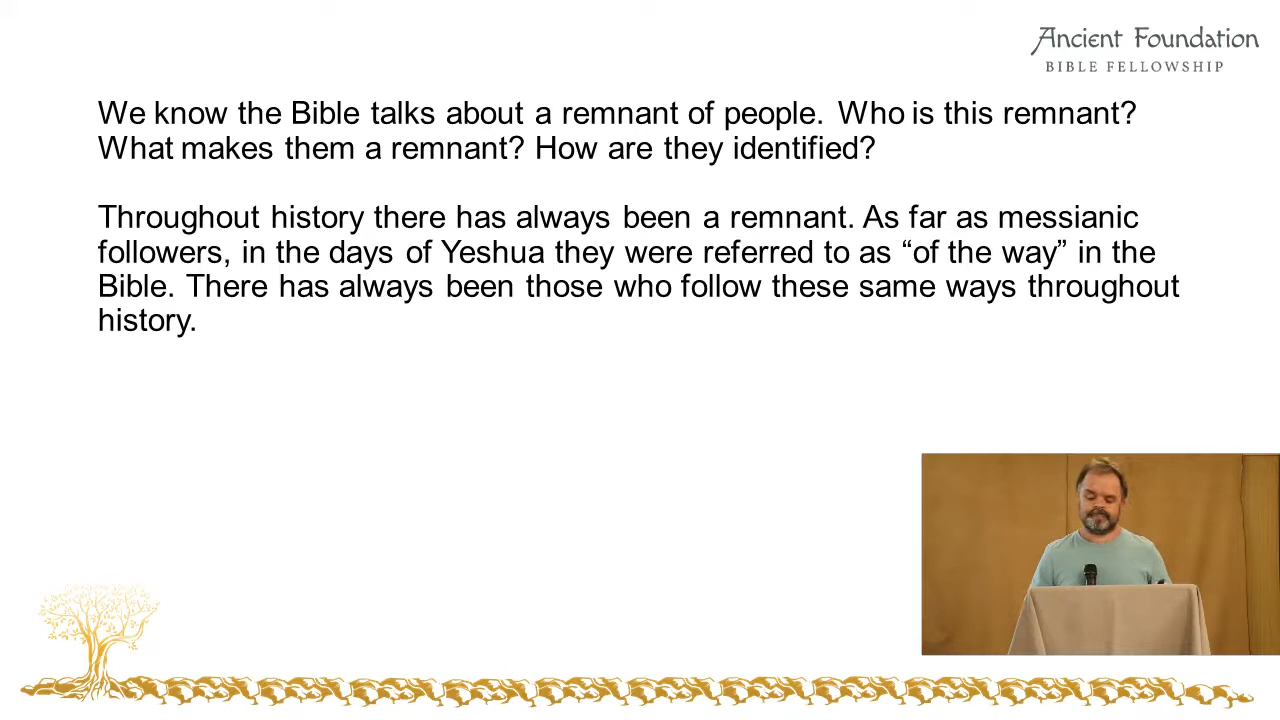 Ancient Foundation
BIBLE FELLOWSHIP
We know the Bible talks about a remnant of people. Who is this remnant?
What makes them a remnant? How are they identified?
Throughout history there has always been a remnant. As far as messianic
followers, in the days of Yeshua they were referred to as “of the way” in the
Bible. There has always been those who follow these same ways throughout
history.